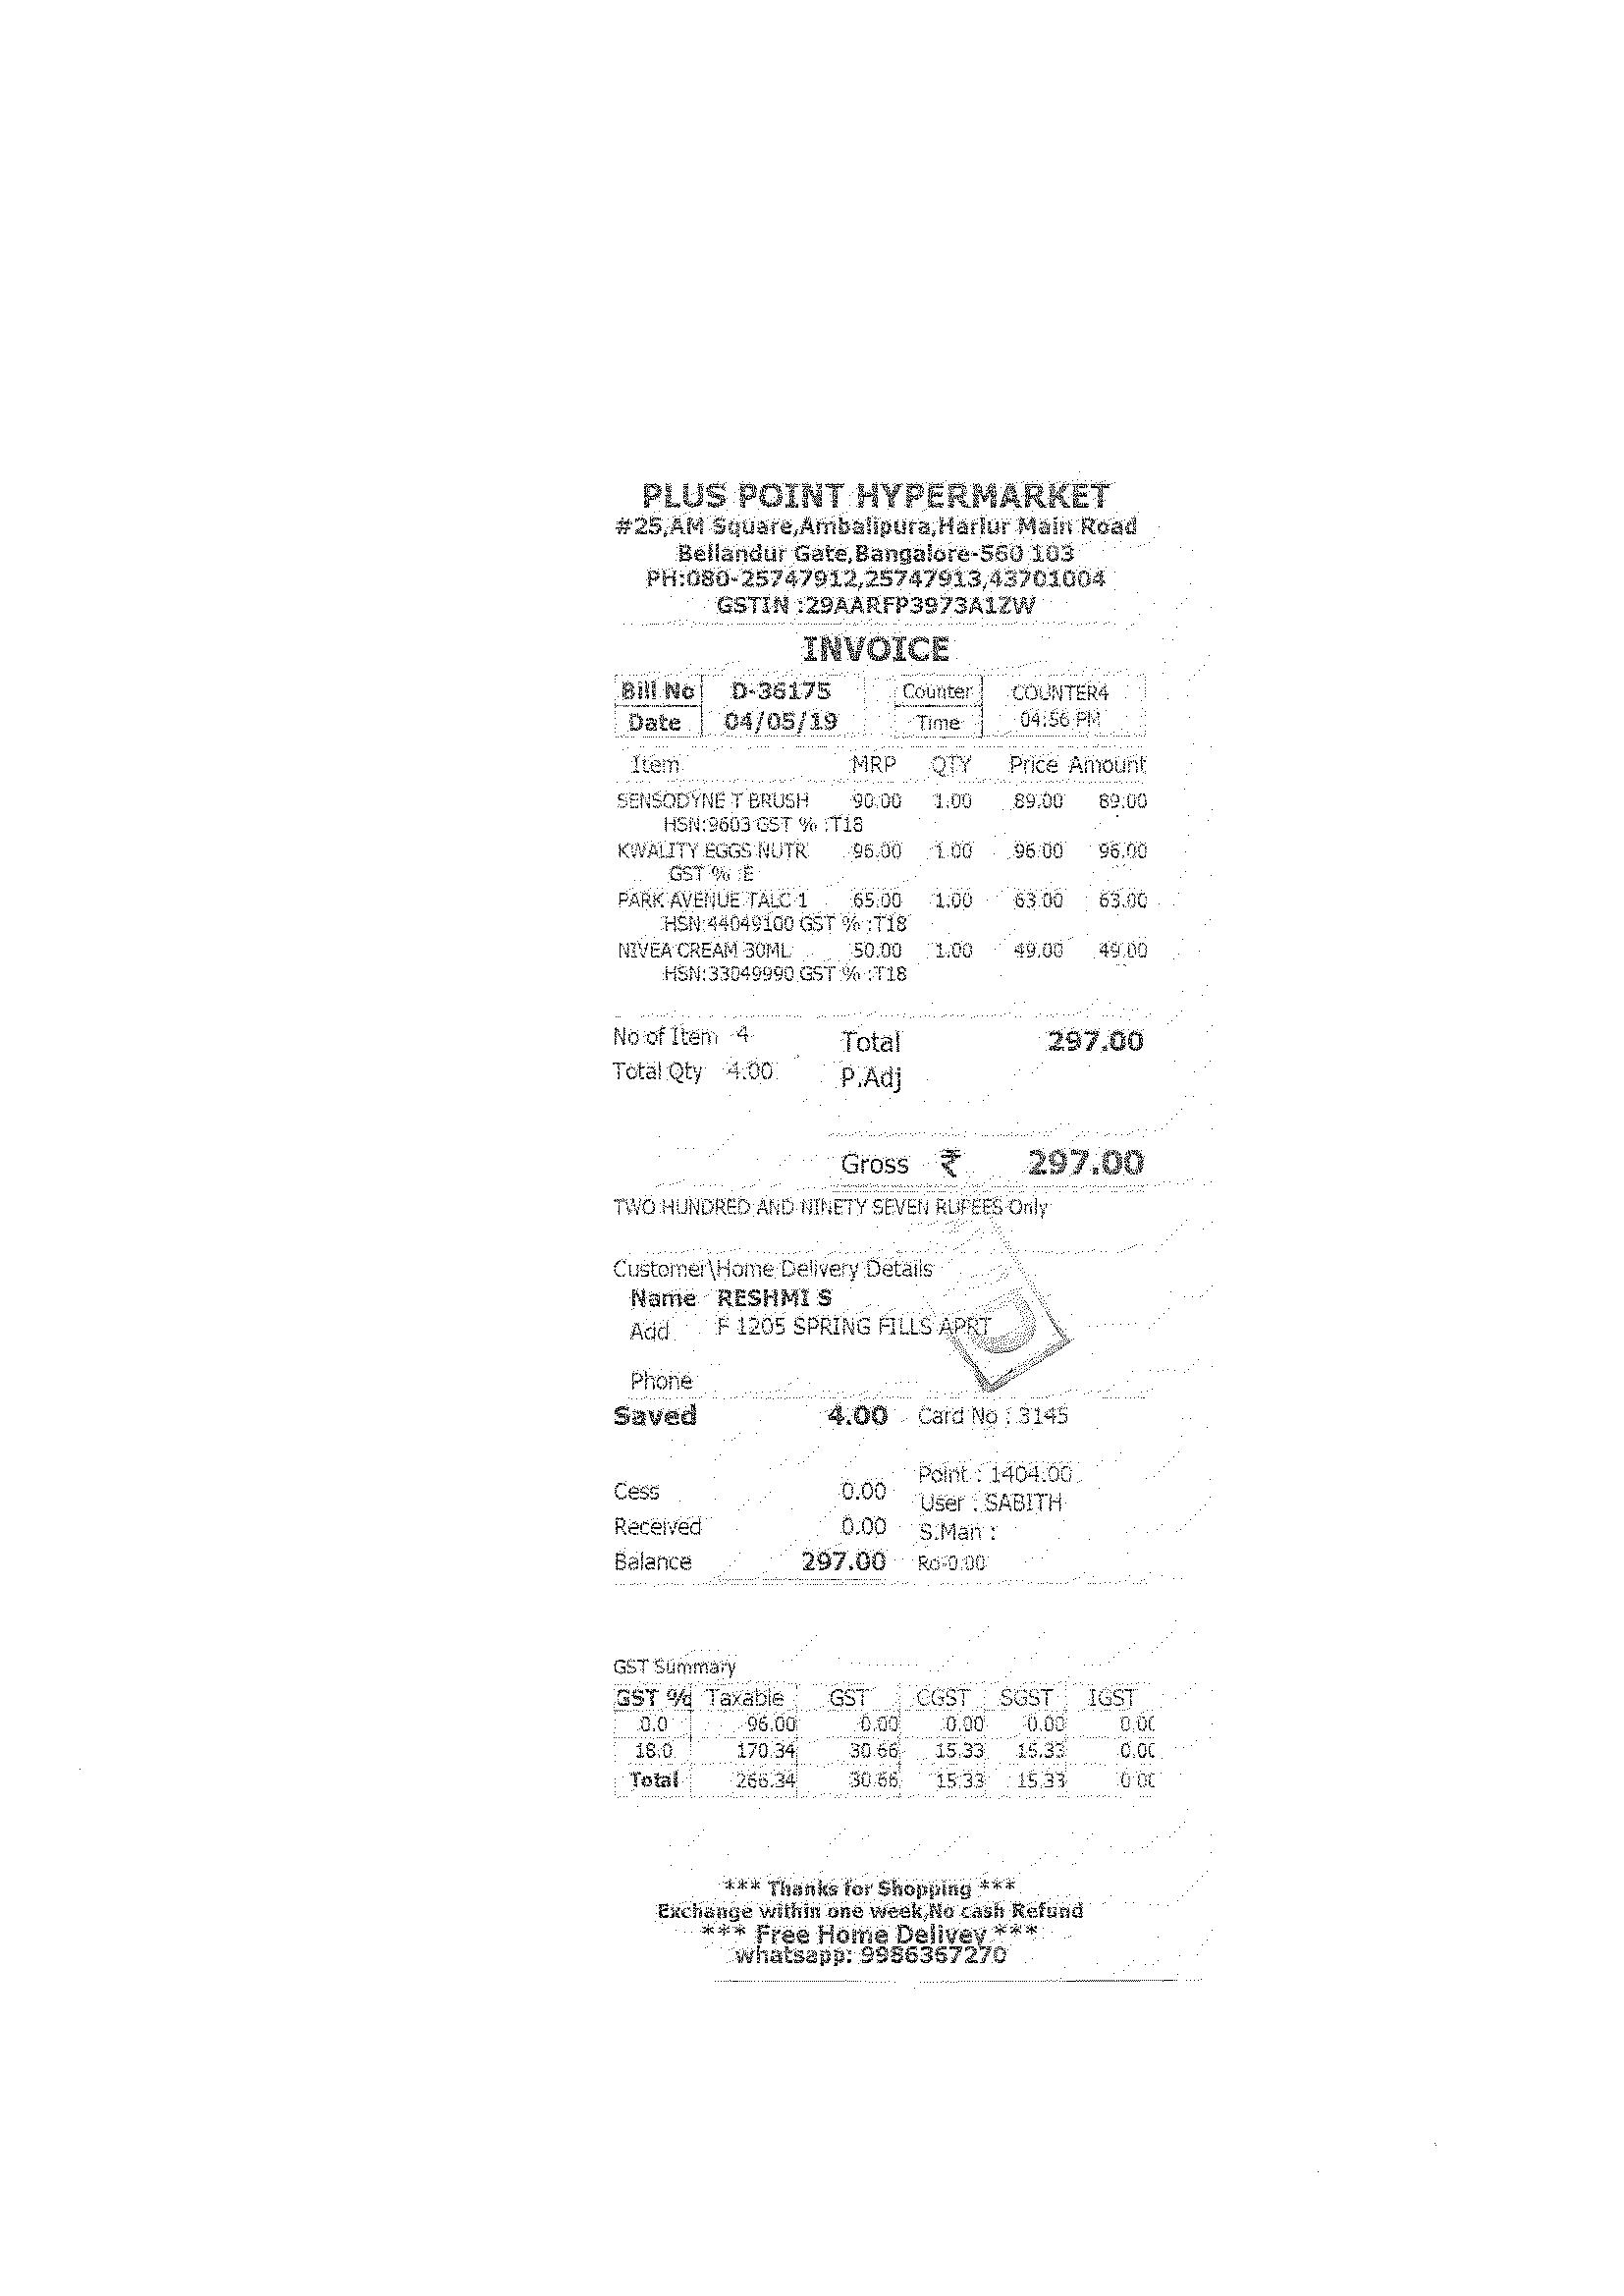 PLUS POINT HYPERMARKET
#25,AM Square,Ambalipura,Harlur Main Road
Bellandur Gate,Bangalore-560 103
PH:080-25747912,25747913,43701004
GSTIN :29AARFP3973A1ZW
INVOICE
Bill No D-36175 Counter COUNTER4
Date 04/05/19 Time 04:56 PM
Item MRP QTY Price Amount
SENSODYNE T BRUSH 90.00 1.00 89.00 89.00
HSN:9603 GST % :T18
KWALITY EGGS NUTR 96.00 1.00 96.00 96.00
GST % :E
PARK AVENUE TALC 1 65.00 1.00 63.00 63.00
HSN:44049100 GST % :T18
NIVEA CREAM 30ML 50.00 1.00 49.00 49.00
HSN:33049990 GST % :T18
No of Item 4 Total 297.00
Total Qty 4.00 P.Adj
Gross ₹ 297.00
TWO HUNDRED AND NINETY SEVEN RUPEES Only
Customer\Home Delivery Details
Name RESHMI S
Add F 1205 SPRING FILLS APRT
Phone
Saved 4.00 Card No : 3145
Point : 1404.00
Cess 0.00 User : SABITH
Received 0.00 S.Man :
Balance 297.00 Ro-0.00
GST Summary
GST % Taxable GST CGST SGST IGST
0.0 96.00 0.00 0.00 0.00 0.00
18.0 170.34 30.66 15.33 15.33 0.00
Total 266.34 30.66 15.33 15.33 0.00
*** Thanks for Shopping ***
Exchange within one week,No cash Refund
*** Free Home Delivey ***
whatsapp: 9986367270